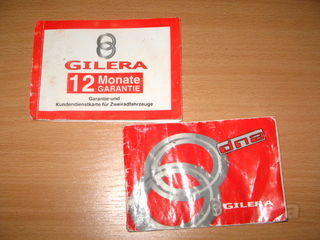 GILERA
12 Monate
GARANTIE
Garantie-und
Kundendienstkarte für Zweiradfahrzeuge
DNA
GILERA